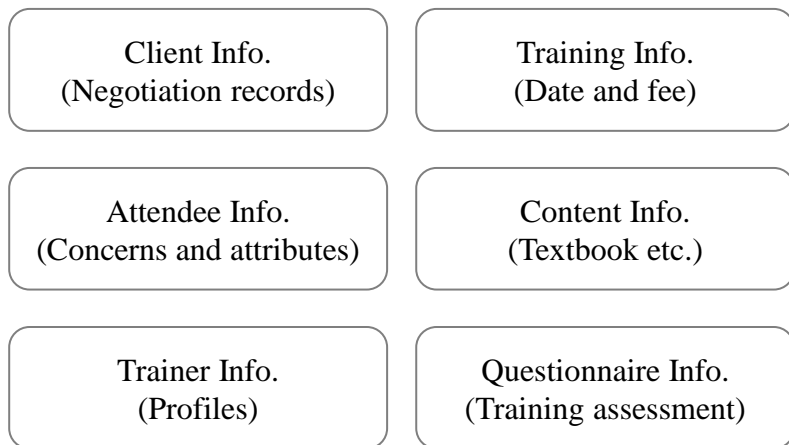 Client Info.
(Negotiation records)
Training Info.
(Date and fee)
Attendee Info.
(Concerns and attributes)
Content Info.
(Textbook etc.)
Trainer Info.
(Profiles)
Questionnaire Info.
(Training assessment)